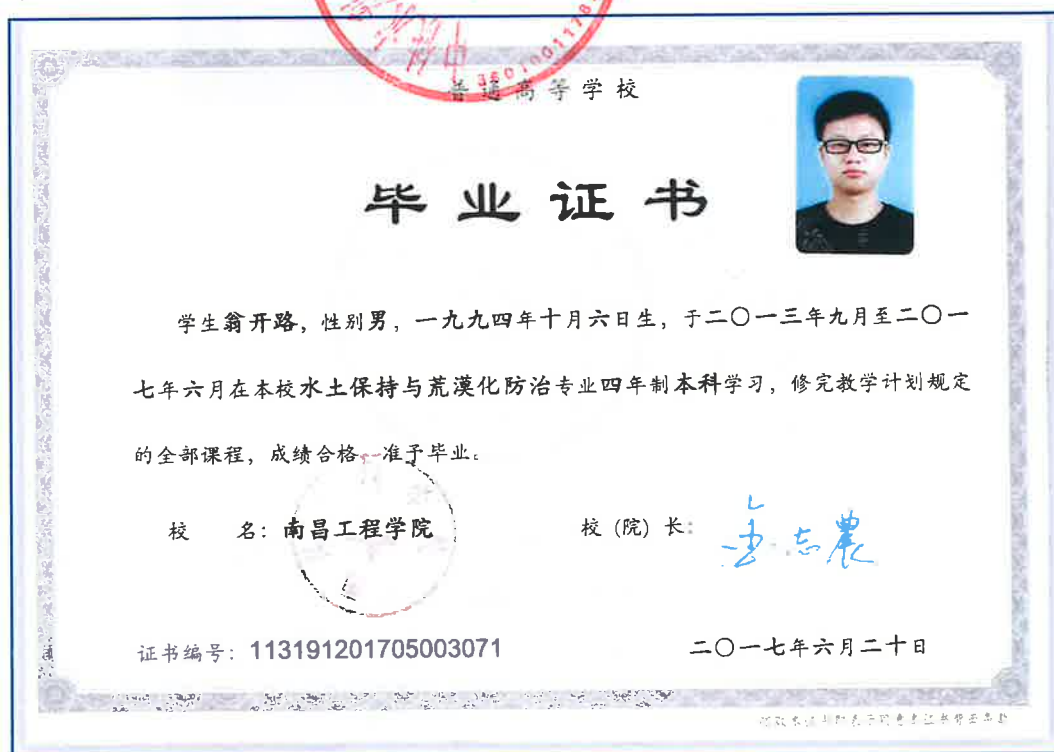 3601001178
普通高等学校
毕业证书
学生翁开路，性别男，一九九四年十月六日生，于二〇一三年九月至二〇一
七年六月在本校水土保持与荒漠化防治专业四年制本科学习，修完教学计划规定
的全部课程，成绩合格，准予毕业。
校 名：南昌工程学院
校（院）长：
金志農
证书编号：113191201705003071
二〇一七年六月二十日